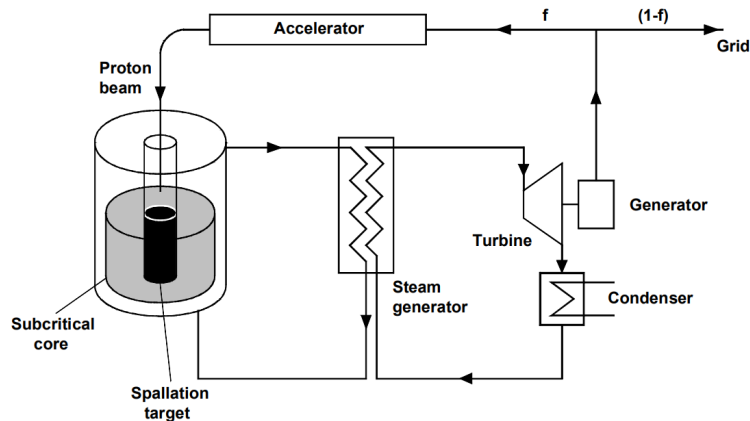 f
(1-f)
Accelerator
Grid
Proton
beam
Generator
Turbine
Steam
generator
Condenser
Subcritical
core
Spallation
target